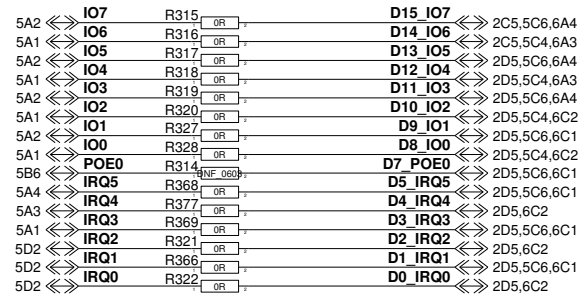 5A2 IO7 R315 0R D15_IO7 2C5,5C6,6A4
5A1 IO6 R316 0R D14_IO6 2C5,5C4,6A3
5A2 IO5 R317 0R D13_IO5 2D5,5C6,6A4
5A1 IO4 R318 0R D12_IO4 2D5,5C4,6A3
5A2 IO3 R319 0R D11_IO3 2D5,5C6,6A4
5A1 IO2 R320 0R D10_IO2 2D5,5C4,6C2
5A2 IO1 R327 0R D9_IO1 2D5,5C6,6C1
5A1 IO0 R328 0R D8_IO0 2D5,5C4,6C2
5B6 POE0 R314 DNF_0603 D7_POE0 2D5,5C6,6C1
5A4 IRQ5 R368 0R D5_IRQ5 2D5,5C6,6C1
5A3 IRQ4 R377 0R D4_IRQ4 2D5,6C2
5A1 IRQ3 R369 0R D3_IRQ3 2D5,5C6,6C1
5D2 IRQ2 R321 0R D2_IRQ2 2D5,6C2
5D2 IRQ1 R366 0R D1_IRQ1 2D5,5C6,6C1
5D2 IRQ0 R322 0R D0_IRQ0 2D5,6C2